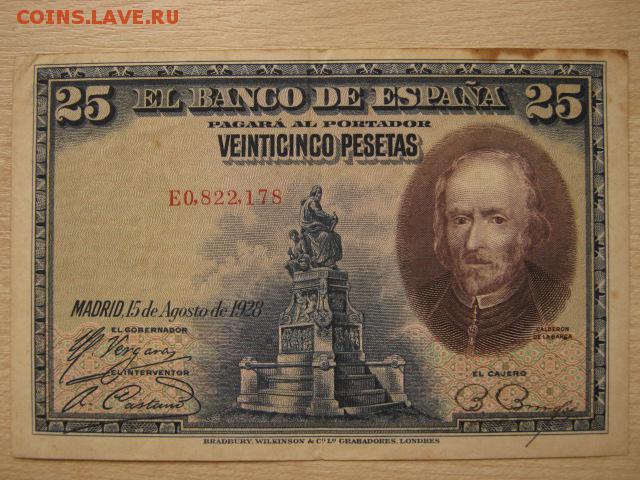 COINS.LAVE.RU
25 EL BANCO DE ESPAÑA 25
PAGARÁ AL PORTADOR
VEINTICINCO PESETAS
E0,822,178
MADRID, 15 de Agosto de 1928
EL GOBERNADOR
CALDERON
DE LA BARCA
EL INTERVENTOR
EL CAJERO
BRADBURY, WILKINSON & Cº Lº GRABADORES, LONDRES